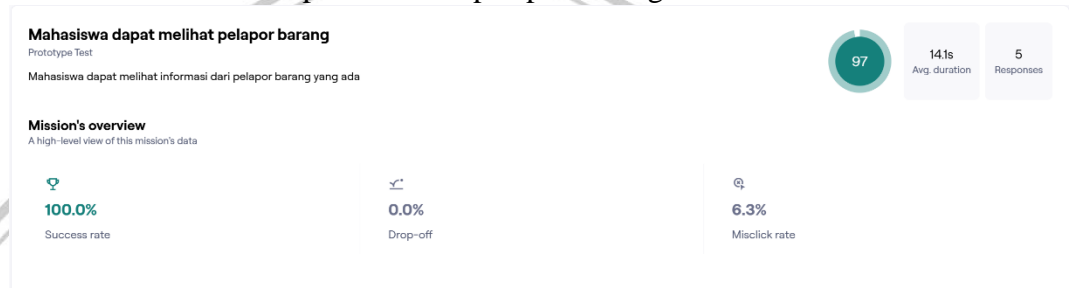 Mahasiswa dapat melihat pelapor barang
Prototype Test
Mahasiswa dapat melihat informasi dari pelapor barang yang ada
97
14.1s
Avg. duration
5
Responses
Mission's overview
A high-level view of this mission's data
100.0%
Success rate
0.0%
Drop-off
6.3%
Misclick rate